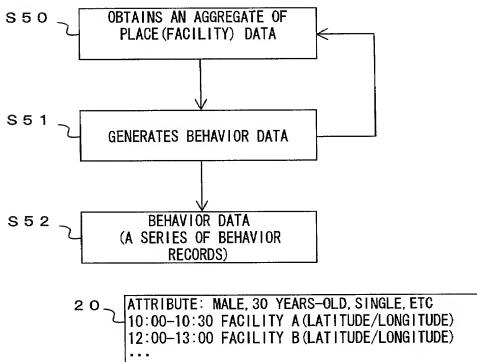 S50
OBTAINS AN AGGREGATE OF
PLACE(FACILITY) DATA
S51
GENERATES BEHAVIOR DATA
S52
BEHAVIOR DATA
(A SERIES OF BEHAVIOR
RECORDS)
20
ATTRIBUTE: MALE, 30 YEARS-OLD, SINGLE, ETC
10:00-10:30 FACILITY A(LATITUDE/LONGITUDE)
12:00-13:00 FACILITY B(LATITUDE/LONGITUDE)
...